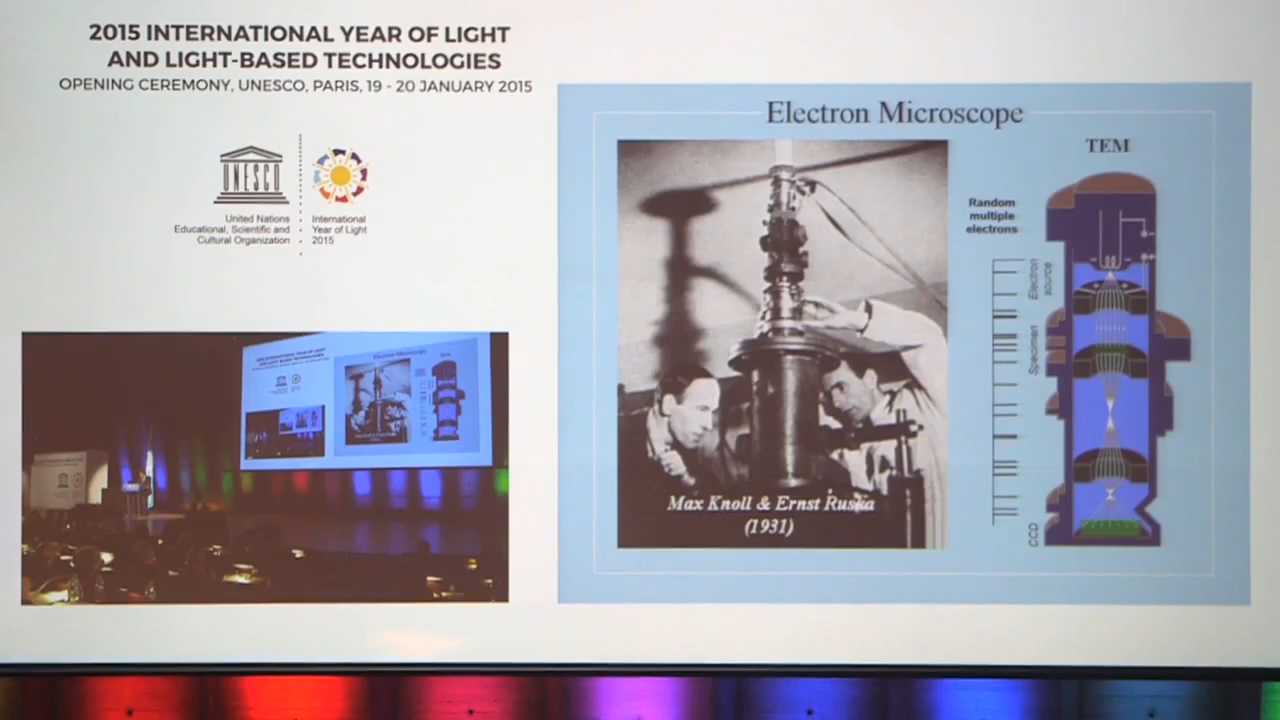 2015 INTERNATIONAL YEAR OF LIGHT
AND LIGHT-BASED TECHNOLOGIES
OPENING CEREMONY, UNESCO, PARIS, 19 - 20 JANUARY 2015
UNESCO
United Nations
Educational, Scientific and
Cultural Organization
International
Year of Light
2015
Electron Microscope
TEM
Random
multiple
electrons
Electron
source
Specimen
CCD
Max Knoll & Ernst Ruska
(1931)